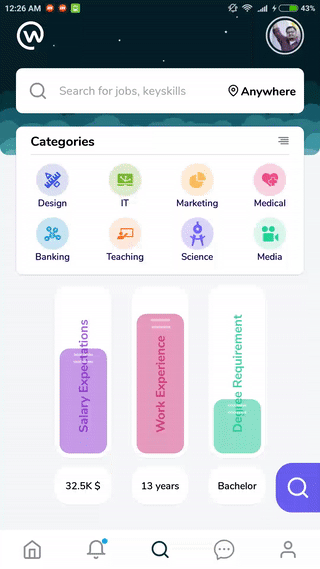 12:26 AM
43%
Search for jobs, keyskills
Anywhere
Categories
Design
IT
Marketing
Medical
Banking
Teaching
Science
Media
Salary Expectations
Work Experience
Degree Requirement
32.5K $
13 years
Bachelor